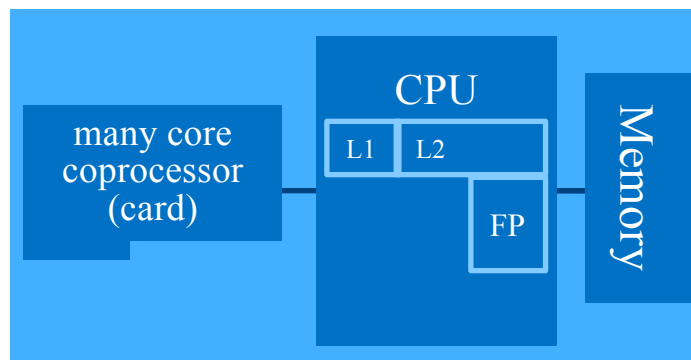 many core
coprocessor
(card)
CPU
L1
L2
FP
Memory